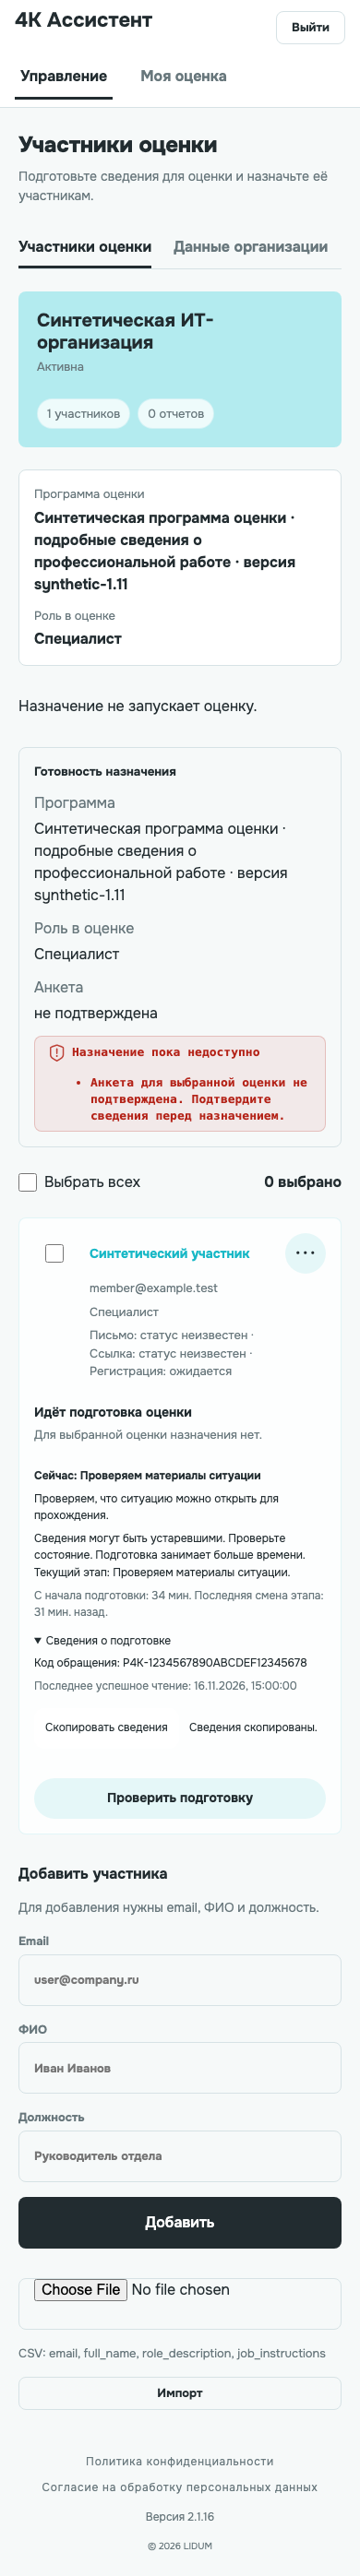 4K Ассистент
Выйти
Управление
Моя оценка
Участники оценки
Подготовьте сведения для оценки и назначьте её
участникам.
Участники оценки
Данные организации
Синтетическая ИТ-
организация
Активна
1 участников
0 отчетов
Программа оценки
Синтетическая программа оценки ·
подробные сведения о
профессиональной работе · версия
synthetic-1.11
Роль в оценке
Специалист
Назначение не запускает оценку.
Готовность назначения
Программа
Синтетическая программа оценки ·
подробные сведения о
профессиональной работе · версия
synthetic-1.11
Роль в оценке
Специалист
Анкета
не подтверждена
Назначение пока недоступно
• Анкета для выбранной оценки не
подтверждена. Подтвердите
сведения перед назначением.
Выбрать всех
0 выбрано
Синтетический участник
···
member@example.test
Специалист
Письмо: статус неизвестен ·
Ссылка: статус неизвестен ·
Регистрация: ожидается
Идёт подготовка оценки
Для выбранной оценки назначения нет.
Сейчас: Проверяем материалы ситуации
Проверяем, что ситуацию можно открыть для
прохождения.
Сведения могут быть устаревшими. Проверьте
состояние. Подготовка занимает больше времени.
Текущий этап: Проверяем материалы ситуации.
С начала подготовки: 34 мин. Последняя смена этапа:
31 мин. назад.
▼ Сведения о подготовке
Код обращения: P4K-1234567890ABCDEF12345678
Последнее успешное чтение: 16.11.2026, 15:00:00
Скопировать сведения
Сведения скопированы.
Проверить подготовку
Добавить участника
Для добавления нужны email, ФИО и должность.
Email
user@company.ru
ФИО
Иван Иванов
Должность
Руководитель отдела
Добавить
Choose File No file chosen
CSV: email, full_name, role_description, job_instructions
Импорт
Политика конфиденциальности
Согласие на обработку персональных данных
Версия 2.1.16
© 2026 LIDUM